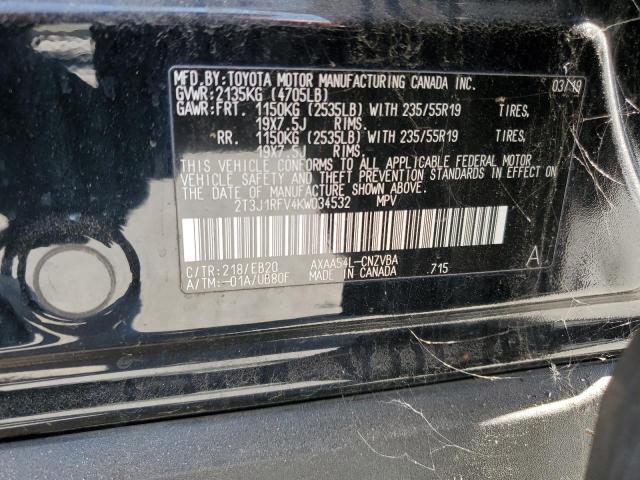 MFD.BY:TOYOTA MOTOR MANUFACTURING CANADA INC. 03/19
GVWR:2135KG (4705LB)
GAWR:FRT. 1150KG (2535LB) WITH 235/55R19 TIRES,
19X7.5J RIMS.
RR. 1150KG (2535LB) WITH 235/55R19 TIRES,
19X7.5J RIMS.
THIS VEHICLE CONFORMS TO ALL APPLICABLE FEDERAL MOTOR
VEHICLE SAFETY AND THEFT PREVENTION STANDARDS IN EFFECT ON
THE DATE OF MANUFACTURE SHOWN ABOVE.
2T3J1RFV4KW034532 MPV
C/TR:218/EB20 AXAA54L-CNZVBA A
A/TM:-01A/UB80F MADE IN CANADA 715